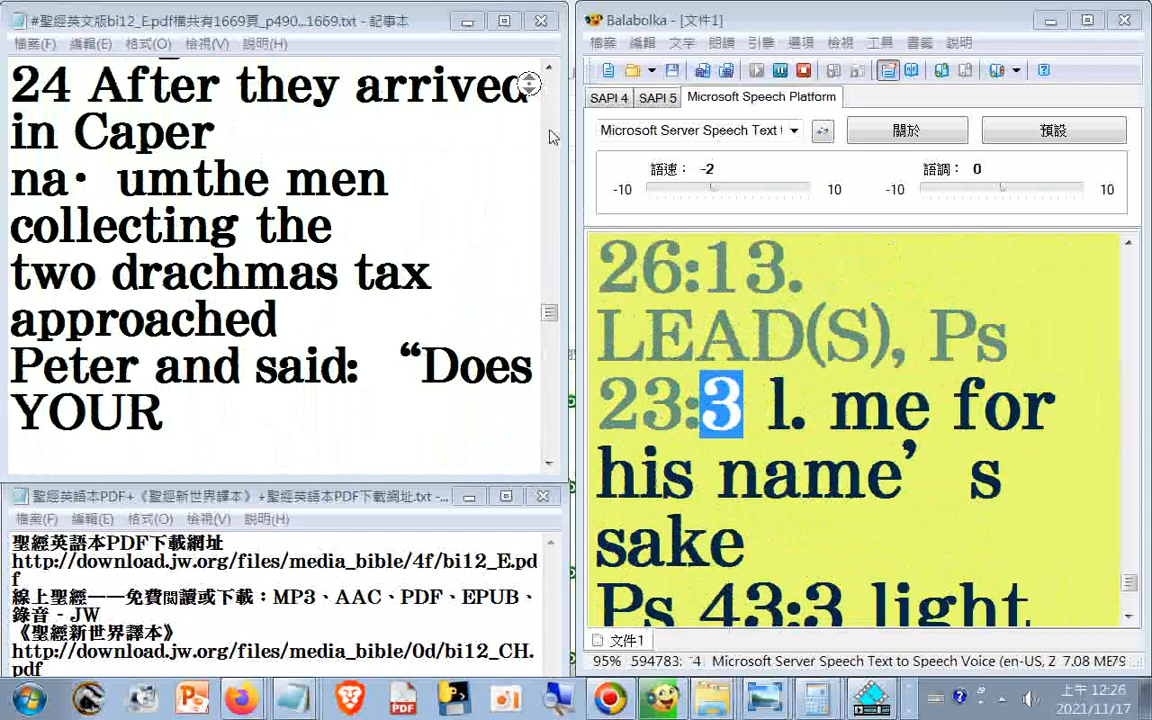 #聖經英文版bi12_E.pdf橫共有1669頁_p490...1669.txt - 記事本
檔案(F) 編輯(E) 格式(O) 檢視(V) 說明(H)
24 After they arrived
in Caper
na· umthe men
collecting the
two drachmas tax
approached
Peter and said: “Does
YOUR
聖經英語本PDF+《聖經新世界譯本》+聖經英語本PDF下載網址.txt - ...
檔案(F) 編輯(E) 格式(O) 檢視(V) 說明(H)
聖經英語本PDF下載網址
http://download.jw.org/files/media_bible/4f/bi12_E.pd
f
線上聖經——免費閱讀或下載：MP3、AAC、PDF、EPUB、
錄音 - JW
《聖經新世界譯本》
http://download.jw.org/files/media_bible/0d/bi12_CH.
pdf
Balabolka - [文件1]
檔案 編輯 文字 朗讀 引擎 選項 檢視 工具 書籤 說明
SAPI 4 SAPI 5 Microsoft Speech Platform
Microsoft Server Speech Text 關於 預設
語速： -2 語調： 0
-10 10 -10 10
26:13.
LEAD(S), Ps
23:3 l. me for
his name’s
sake
Ps 43:3 light
文件1
95% 594783: Microsoft Server Speech Text to Speech Voice (en-US, Z 7.08 ME
PDF
上午 12:26
2021/11/17